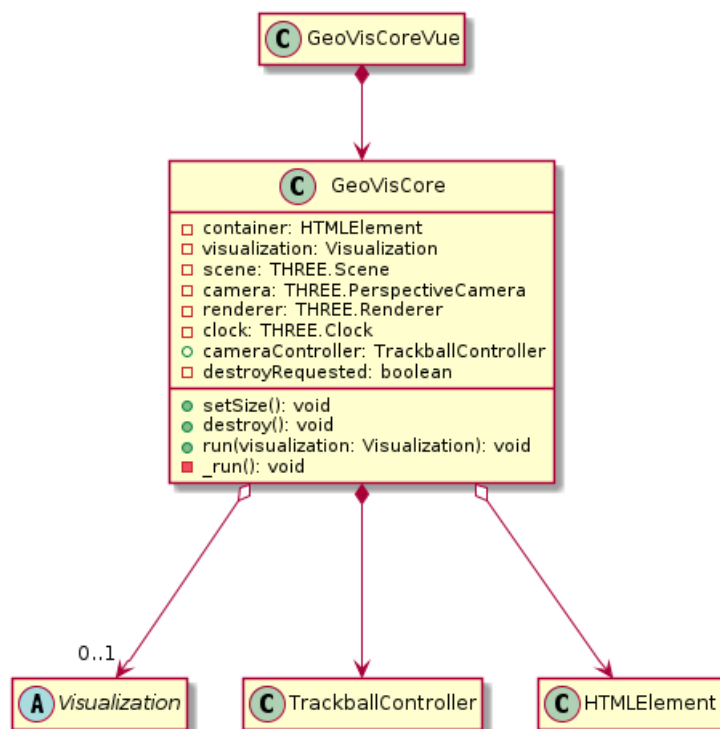 C GeoVisCoreVue
C GeoVisCore
container: HTMLElement
visualization: Visualization
scene: THREE.Scene
camera: THREE.PerspectiveCamera
renderer: THREE.Renderer
clock: THREE.Clock
cameraController: TrackballController
destroyRequested: boolean
setSize(): void
destroy(): void
run(visualization: Visualization): void
_run(): void
0..1
A Visualization
C TrackballController
C HTMLElement